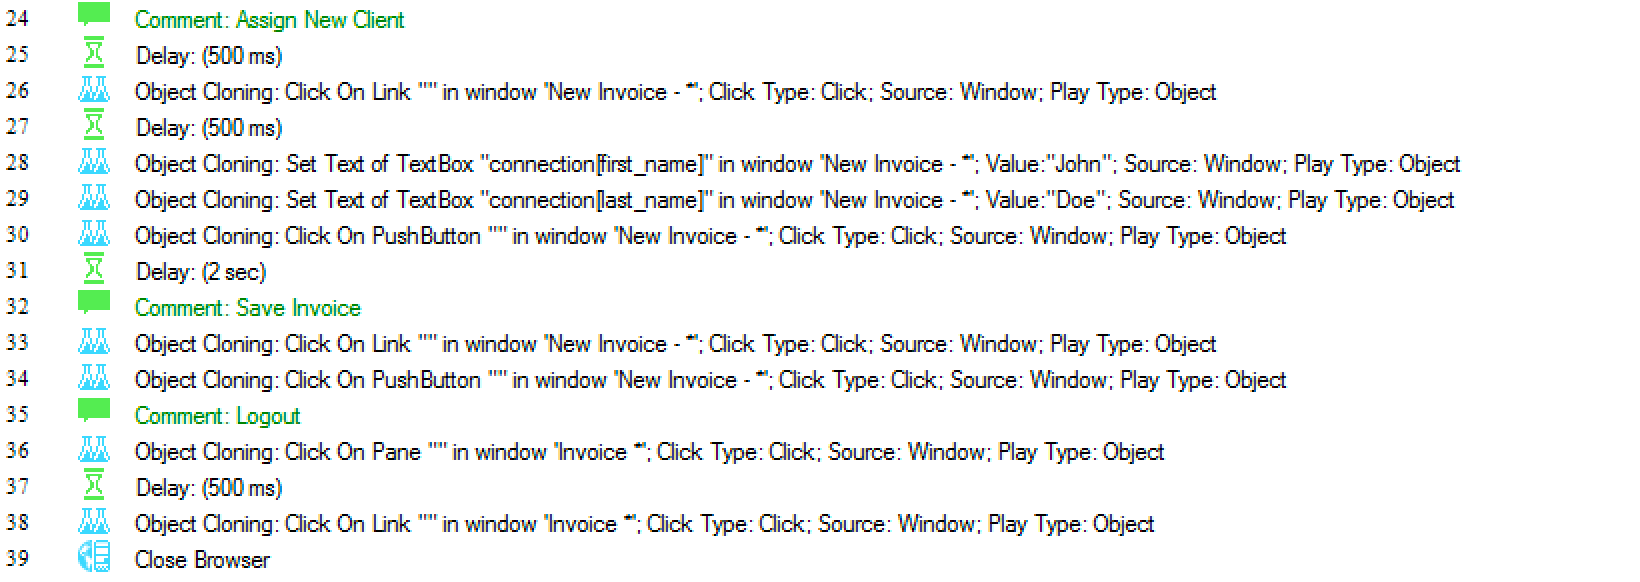 24 Comment: Assign New Client
25 Delay: (500 ms)
26 Object Cloning: Click On Link "" in window 'New Invoice - *'; Click Type: Click; Source: Window; Play Type: Object
27 Delay: (500 ms)
28 Object Cloning: Set Text of TextBox "connection[first_name]" in window 'New Invoice - *'; Value:"John"; Source: Window; Play Type: Object
29 Object Cloning: Set Text of TextBox "connection[last_name]" in window 'New Invoice - *'; Value:"Doe"; Source: Window; Play Type: Object
30 Object Cloning: Click On PushButton "" in window 'New Invoice - *'; Click Type: Click; Source: Window; Play Type: Object
31 Delay: (2 sec)
32 Comment: Save Invoice
33 Object Cloning: Click On Link "" in window 'New Invoice - *'; Click Type: Click; Source: Window; Play Type: Object
34 Object Cloning: Click On PushButton "" in window 'New Invoice - *'; Click Type: Click; Source: Window; Play Type: Object
35 Comment: Logout
36 Object Cloning: Click On Pane "" in window 'Invoice *'; Click Type: Click; Source: Window; Play Type: Object
37 Delay: (500 ms)
38 Object Cloning: Click On Link "" in window 'Invoice *'; Click Type: Click; Source: Window; Play Type: Object
39 Close Browser